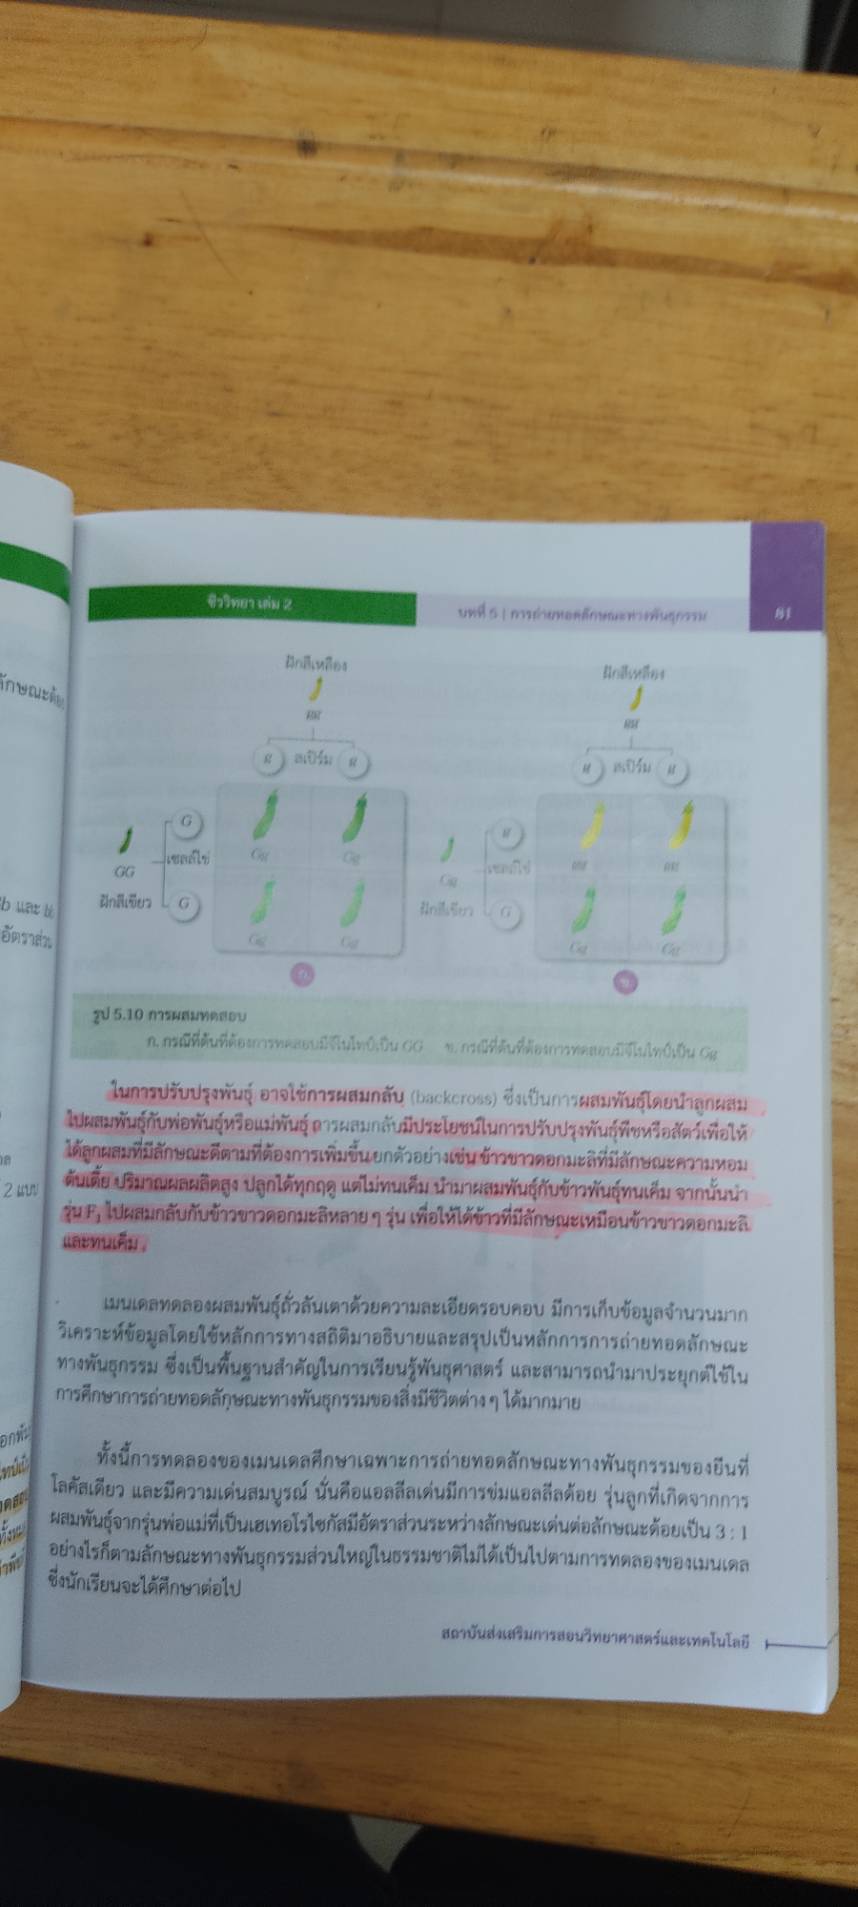 ชีววิทยา เล่ม 2
บทที่ 5 | การถ่ายทอดลักษณะทางพันธุกรรม
81
ฝักสีเหลือง
gg
g สเปิร์ม g
G
GG
เซลล์ไข่
Gg Gg
ฝักสีเขียว
G
Gg Gg
ก.
ฝักสีเหลือง
gg
g สเปิร์ม g
g
Gg
เซลล์ไข่
gg gg
ฝักสีเขียว
G
Gg Gg
ข.
รูป 5.10 การผสมทดสอบ
ก. กรณีที่ต้นที่ต้องการทดสอบมีจีโนไทป์เป็น GG ข. กรณีที่ต้นที่ต้องการทดสอบมีจีโนไทป์เป็น Gg
ในการปรับปรุงพันธุ์ อาจใช้การผสมกลับ (backcross) ซึ่งเป็นการผสมพันธุ์โดยนำลูกผสม
ไปผสมพันธุ์กับพ่อพันธุ์หรือแม่พันธุ์ การผสมกลับมีประโยชน์ในการปรับปรุงพันธุ์พืชหรือสัตว์เพื่อให้
ได้ลูกผสมที่มีลักษณะดีตามที่ต้องการเพิ่มขึ้น ยกตัวอย่างเช่น ข้าวขาวดอกมะลิที่มีลักษณะความหอม
ต้นเตี้ย ปริมาณผลผลิตสูง ปลูกได้ทุกฤดู แต่ไม่ทนเค็ม นำมาผสมพันธุ์กับข้าวพันธุ์ทนเค็ม จากนั้นนำ
รุ่น F₁ ไปผสมกลับกับข้าวขาวดอกมะลิหลาย ๆ รุ่น เพื่อให้ได้ข้าวที่มีลักษณะเหมือนข้าวขาวดอกมะลิ
และทนเค็ม
เมนเดลทดลองผสมพันธุ์ถั่วลันเตาด้วยความละเอียดรอบคอบ มีการเก็บข้อมูลจำนวนมาก
วิเคราะห์ข้อมูลโดยใช้หลักการทางสถิติมาอธิบายและสรุปเป็นหลักการการถ่ายทอดลักษณะ
ทางพันธุกรรม ซึ่งเป็นพื้นฐานสำคัญในการเรียนรู้พันธุศาสตร์ และสามารถนำมาประยุกต์ใช้ใน
การศึกษาการถ่ายทอดลักษณะทางพันธุกรรมของสิ่งมีชีวิตต่าง ๆ ได้มากมาย
ทั้งนี้การทดลองของเมนเดลศึกษาเฉพาะการถ่ายทอดลักษณะทางพันธุกรรมของยีนที่
โลคัสเดียว และมีความเด่นสมบูรณ์ นั่นคือแอลลีลเด่นมีการข่มแอลลีลด้อย รุ่นลูกที่เกิดจากการ
ผสมพันธุ์จากรุ่นพ่อแม่ที่เป็นเฮเทอโรไซกัสมีอัตราส่วนระหว่างลักษณะเด่นต่อลักษณะด้อยเป็น 3 : 1
อย่างไรก็ตามลักษณะทางพันธุกรรมส่วนใหญ่ในธรรมชาติไม่ได้เป็นไปตามการทดลองของเมนเดล
ซึ่งนักเรียนจะได้ศึกษาต่อไป
สถาบันส่งเสริมการสอนวิทยาศาสตร์และเทคโนโลยี